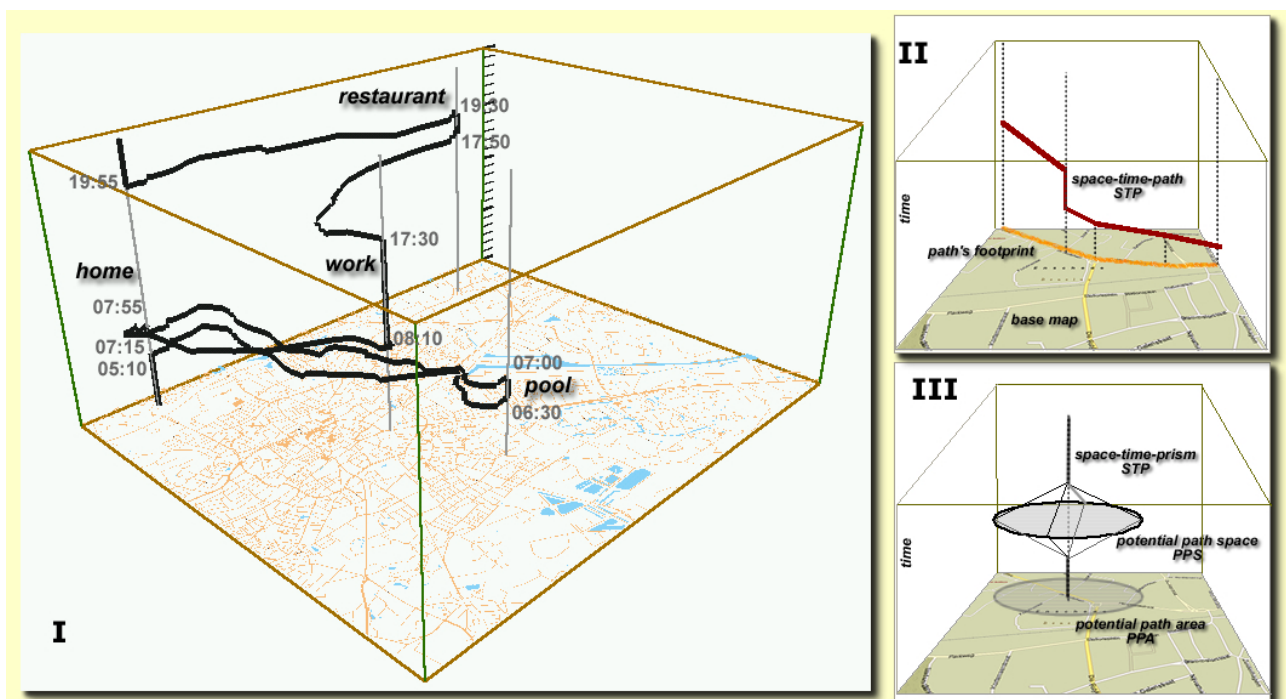 restaurant
19:30
17:50
19:55
17:30
home
work
07:55
07:15
08:10
05:10
07:00
pool
06:30
I
II
space-time-path
STP
time
path's footprint
base map
III
space-time-prism
STP
time
potential path space
PPS
potential path area
PPA